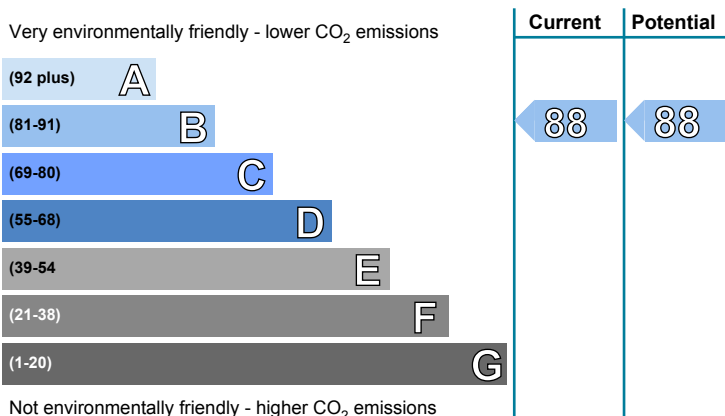 Very environmentally friendly - lower CO2 emissions
Current Potential
(92 plus) A
(81-91) B 88 88
(69-80) C
(55-68) D
(39-54 E
(21-38) F
(1-20) G
Not environmentally friendly - higher CO2 emissions